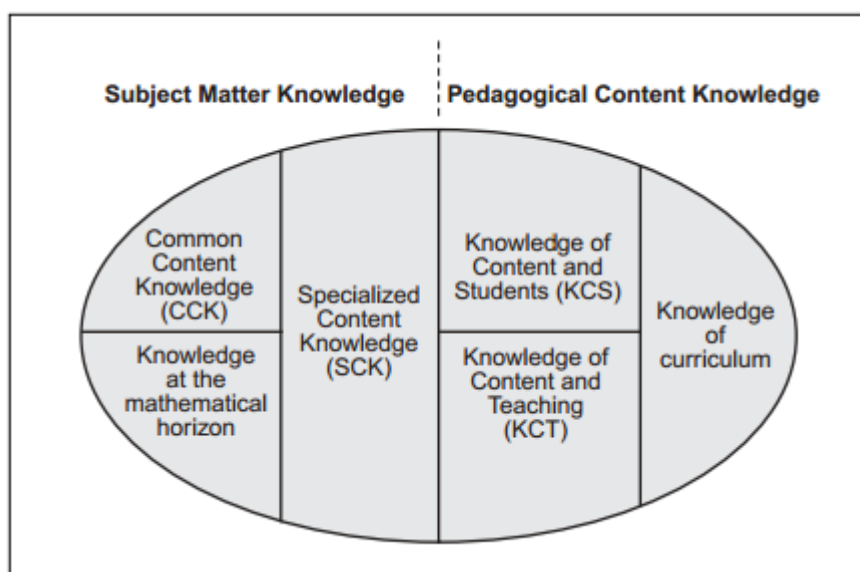 Subject Matter Knowledge
Pedagogical Content Knowledge
Common
Content
Knowledge
(CCK)
Knowledge
at the
mathematical
horizon
Specialized
Content
Knowledge
(SCK)
Knowledge of
Content and
Students (KCS)
Knowledge of
Content and
Teaching
(KCT)
Knowledge
of
curriculum